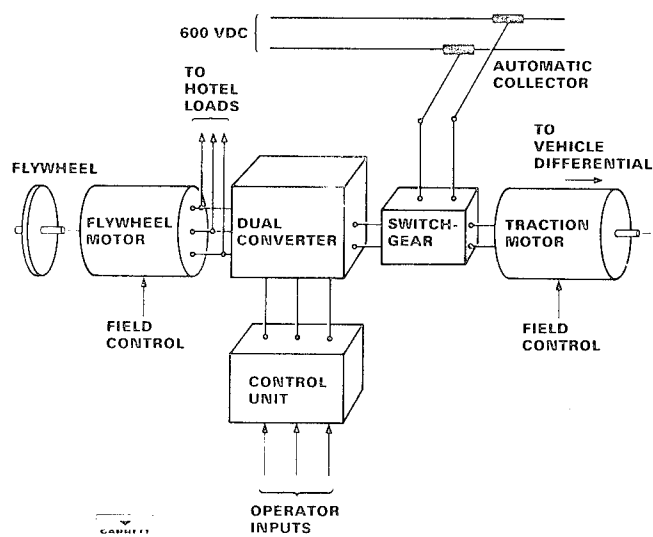 600 VDC
AUTOMATIC
COLLECTOR
TO
HOTEL
LOADS
TO
VEHICLE
DIFFERENTIAL
FLYWHEEL
FLYWHEEL
MOTOR
DUAL
CONVERTER
SWITCH-
GEAR
TRACTION
MOTOR
FIELD
CONTROL
FIELD
CONTROL
CONTROL
UNIT
OPERATOR
INPUTS